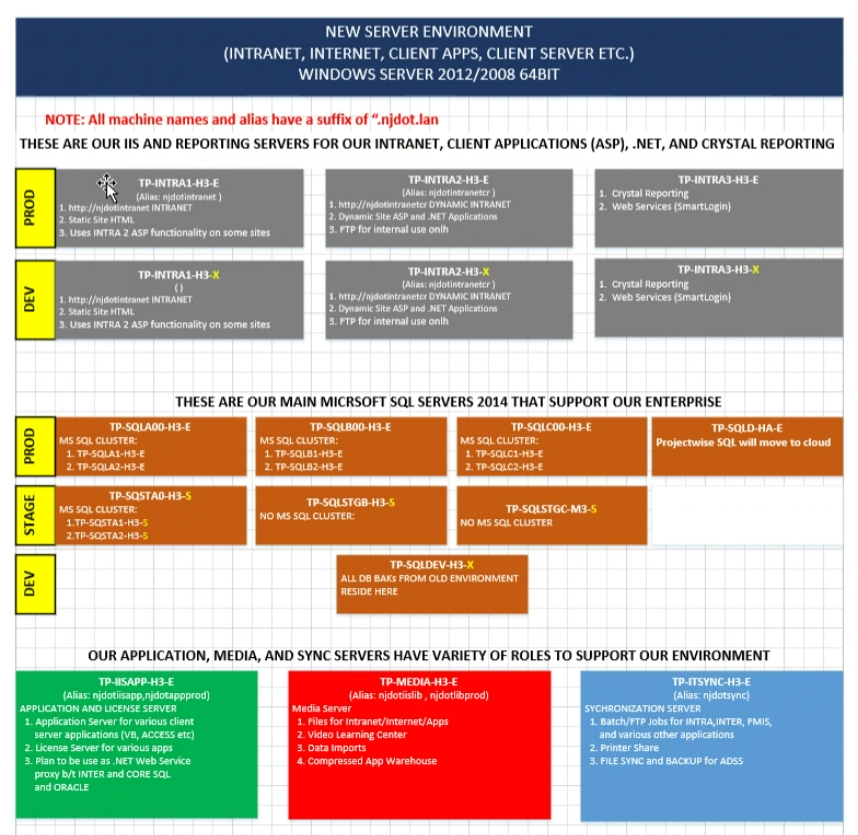 NEW SERVER ENVIRONMENT
(INTRANET, INTERNET, CLIENT APPS, CLIENT SERVER ETC.)
WINDOWS SERVER 2012/2008 64BIT
NOTE: All machine names and alias have a suffix of “.njdot.lan
THESE ARE OUR IIS AND REPORTING SERVERS FOR OUR INTRANET, CLIENT APPLICATIONS (ASP), .NET, AND CRYSTAL REPORTING
PROD
TP-INTRA1-H3-E
(Alias: njdotintranet )
1. http://njdotintranet INTRANET
2. Static Site HTML
3. Uses INTRA 2 ASP functionality on some sites
TP-INTRA2-H3-E
(Alias: njdotintranetcr )
1. http://njdotintranetcr DYNAMIC INTRANET
2. Dynamic Site ASP and .NET Applications
3. FTP for internal use onlh
TP-INTRA3-H3-E
1. Crystal Reporting
2. Web Services (SmartLogin)
DEV
TP-INTRA1-H3-X
( )
1. http://njdotintranet INTRANET
2. Static Site HTML
3. Uses INTRA 2 ASP functionality on some sites
TP-INTRA2-H3-X
(Alias: njdotintranetcr )
1. http://njdotintranetcr DYNAMIC INTRANET
2. Dynamic Site ASP and .NET Applications
3. FTP for internal use onlh
TP-INTRA3-H3-X
1. Crystal Reporting
2. Web Services (SmartLogin)
THESE ARE OUR MAIN MICRSOFT SQL SERVERS 2014 THAT SUPPORT OUR ENTERPRISE
PROD
TP-SQLA00-H3-E
MS SQL CLUSTER:
1. TP-SQLA1-H3-E
2. TP-SQLA2-H3-E
TP-SQLB00-H3-E
MS SQL CLUSTER:
1. TP-SQLB1-H3-E
2. TP-SQLB2-H3-E
TP-SQLC00-H3-E
MS SQL CLUSTER:
1. TP-SQLC1-H3-E
2. TP-SQLC2-H3-E
TP-SQLD-HA-E
Projectwise SQL will move to cloud
STAGE
TP-SQSTA0-H3-S
MS SQL CLUSTER:
1.TP-SQSTA1-H3-S
2.TP-SQSTA2-H3-S
TP-SQLSTGB-H3-S
NO MS SQL CLUSTER:
TP-SQLSTGC-M3-S
NO MS SQL CLUSTER
DEV
TP-SQLDEV-H3-X
ALL DB BAKs FROM OLD ENVIRONMENT
RESIDE HERE
OUR APPLICATION, MEDIA, AND SYNC SERVERS HAVE VARIETY OF ROLES TO SUPPORT OUR ENVIRONMENT
TP-IISAPP-H3-E
(Alias: njdotiisapp,njdotappprod)
APPLICATION AND LICENSE SERVER
1. Application Server for various client
server applications (VB, ACCESS etc)
2. License Server for various apps
3. Plan to be use as .NET Web Service
proxy b/t INTER and CORE SQL
and ORACLE
TP-MEDIA-H3-E
(Alias: njdotiislib , njdotlibprod)
Media Server
1. Files for Intranet/Internet/Apps
2. Video Learning Center
3. Data Imports
4. Compressed App Warehouse
TP-ITSYNC-H3-E
(Alias: njdotsync)
SYCHRONIZATION SERVER
1. Batch/FTP Jobs for INTRA,INTER, FMIS,
and various other applications
2. Printer Share
3. FILE SYNC and BACKUP for ADSS